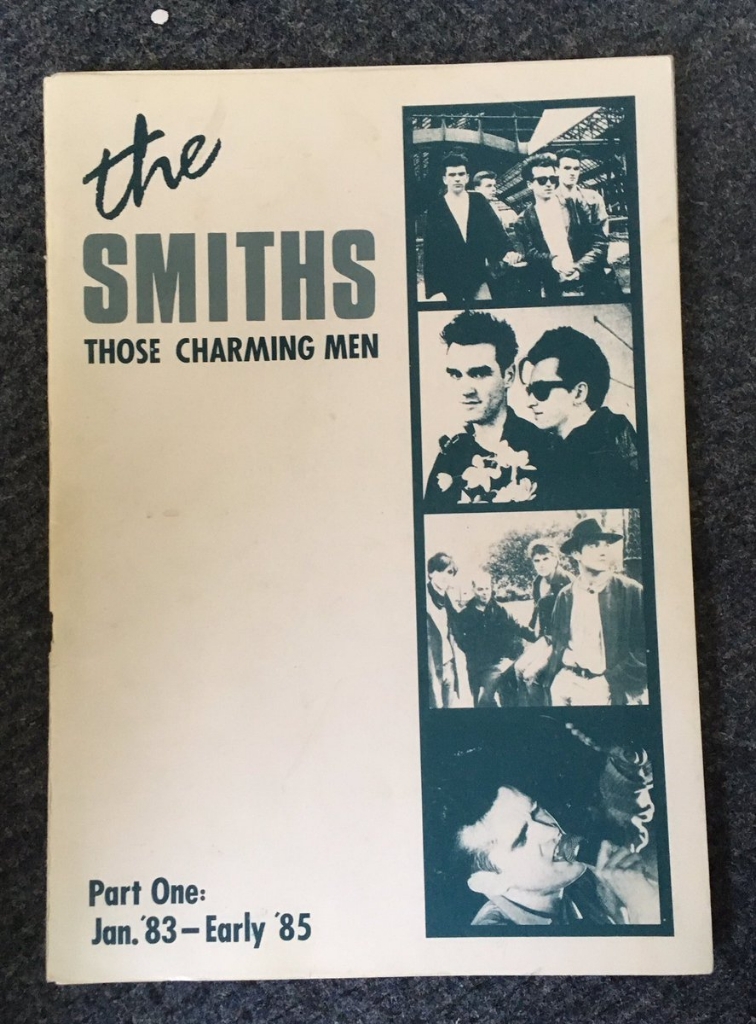 the
SMITHS
THOSE CHARMING MEN
Part One:
Jan. '83 – Early '85